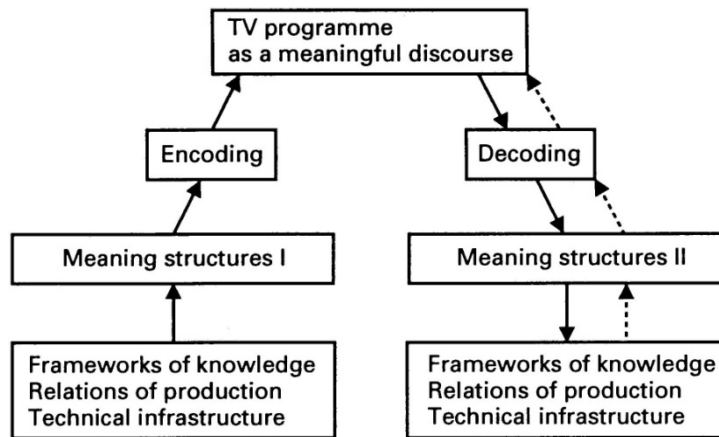 TV programme
as a meaningful discourse
Encoding
Decoding
Meaning structures I
Meaning structures II
Frameworks of knowledge
Relations of production
Technical infrastructure
Frameworks of knowledge
Relations of production
Technical infrastructure